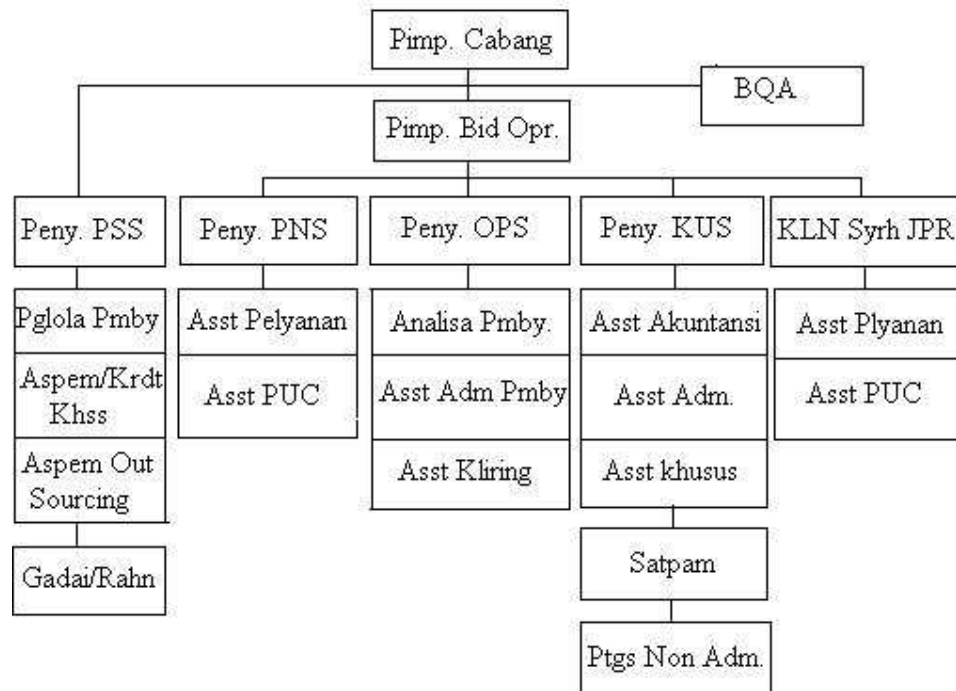 Pimp. Cabang
BQA
Pimp. Bid Opr.
Peny. PSS
Peny. PNS
Peny. OPS
Peny. KUS
KLN Syrh JPR
Pglola Pmby
Asst Pelyanan
Analisa Pmby.
Asst Akuntansi
Asst Plyanan
Aspem/Krdt
Khss
Asst PUC
Asst Adm Pmby
Asst Adm.
Asst PUC
Aspem Out
Sourcing
Asst Kliring
Asst khusus
Gadai/Rahn
Satpam
Ptgs Non Adm.